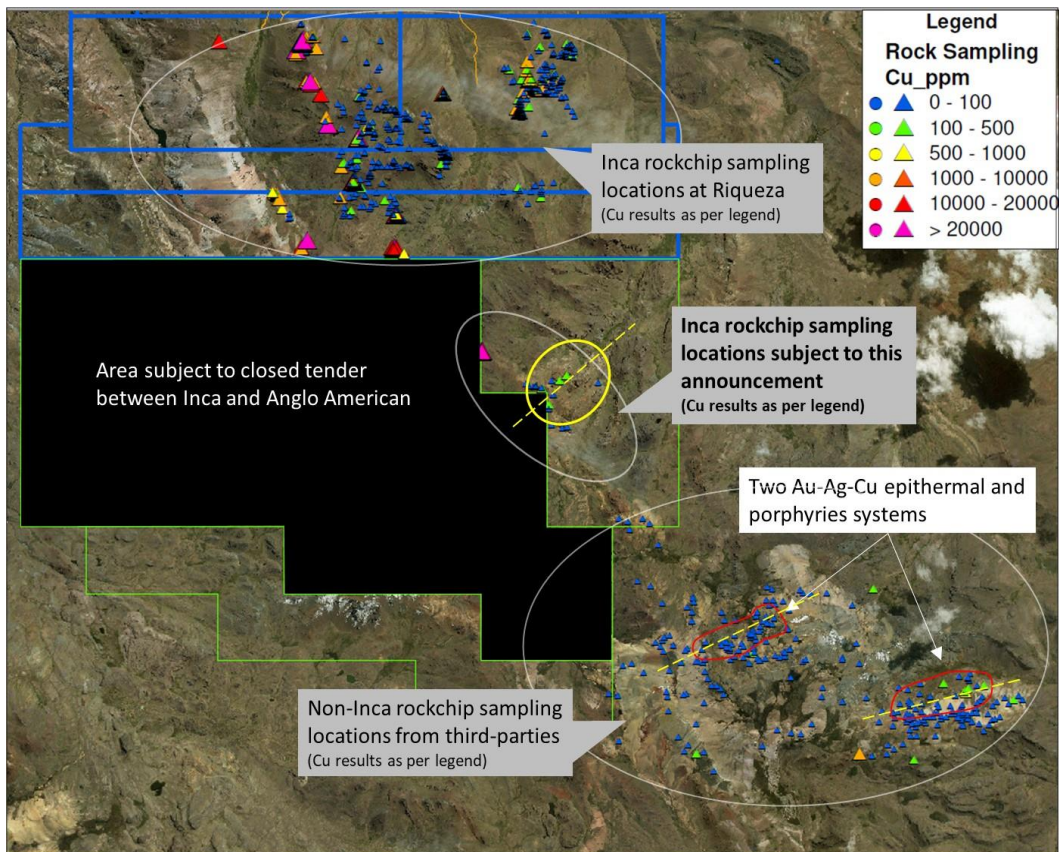 Legend
Rock Sampling
Cu_ppm
0 - 100
100 - 500
500 - 1000
1000 - 10000
10000 - 20000
> 20000
Inca rockchip sampling
locations at Riqueza
(Cu results as per legend)
Inca rockchip sampling
locations subject to this
announcement
(Cu results as per legend)
Area subject to closed tender
between Inca and Anglo American
Two Au-Ag-Cu epithermal and
porphyries systems
Non-Inca rockchip sampling
locations from third-parties
(Cu results as per legend)